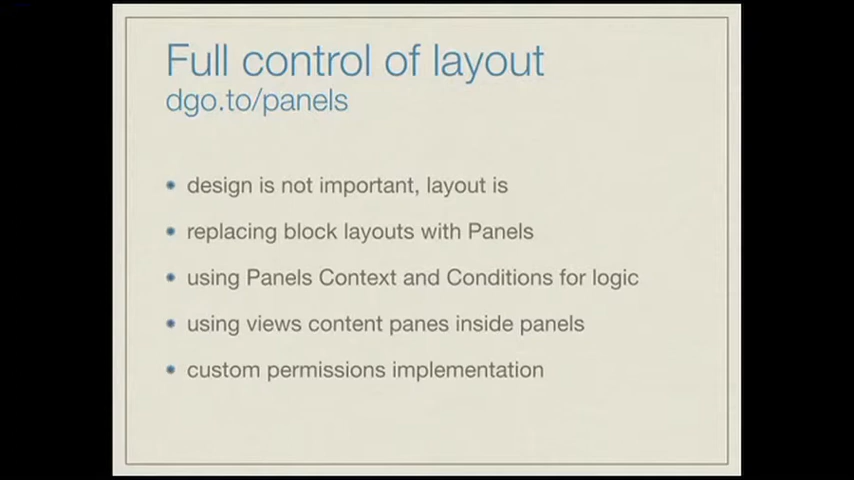 Full control of layout
dgo.to/panels
design is not important, layout is
replacing block layouts with Panels
using Panels Context and Conditions for logic
using views content panes inside panels
custom permissions implementation